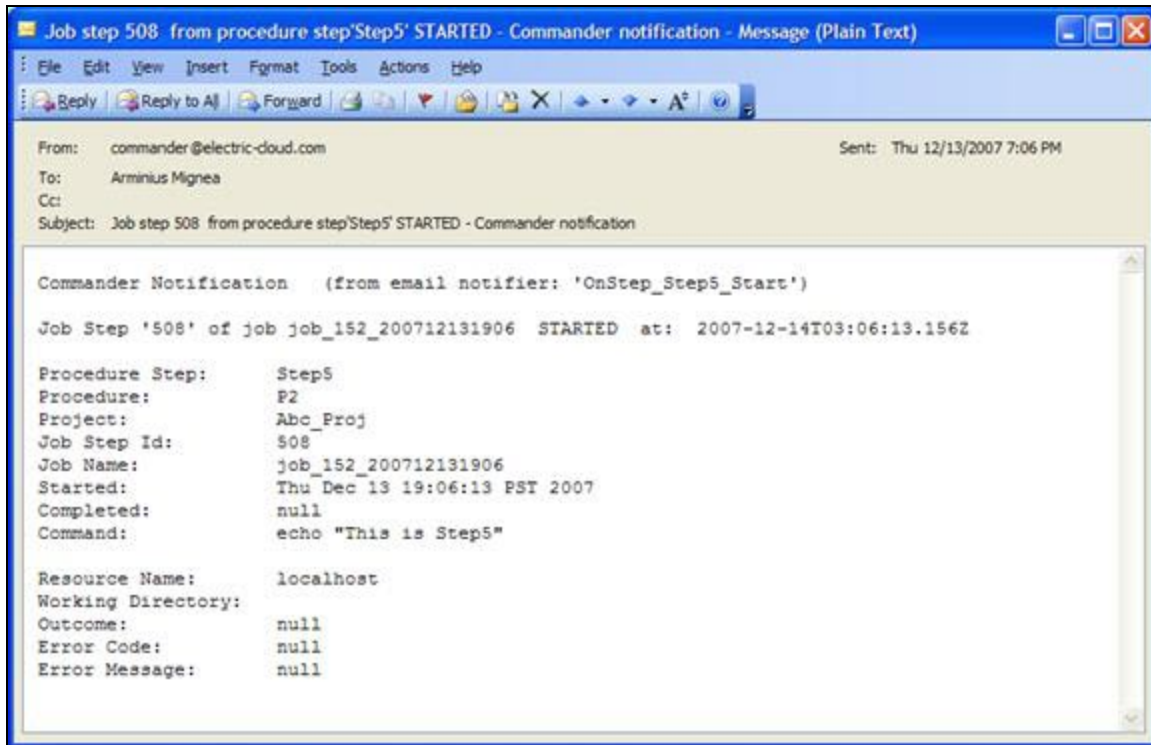 Job step 508 from procedure step'Step5' STARTED - Commander notification - Message (Plain Text)
File Edit View Insert Format Tools Actions Help
Reply Reply to All Forward
From: commander@electric-cloud.com Sent: Thu 12/13/2007 7:06 PM
To: Arminius Mignea
Cc:
Subject: Job step 508 from procedure step'Step5' STARTED - Commander notification
Commander Notification (from email notifier: 'OnStep_Step5_Start')
Job Step '508' of job job_152_200712131906 STARTED at: 2007-12-14T03:06:13.156Z
Procedure Step: Step5
Procedure: P2
Project: Abc_Proj
Job Step Id: 508
Job Name: job_152_200712131906
Started: Thu Dec 13 19:06:13 PST 2007
Completed: null
Command: echo "This is Step5"
Resource Name: localhost
Working Directory:
Outcome: null
Error Code: null
Error Message: null